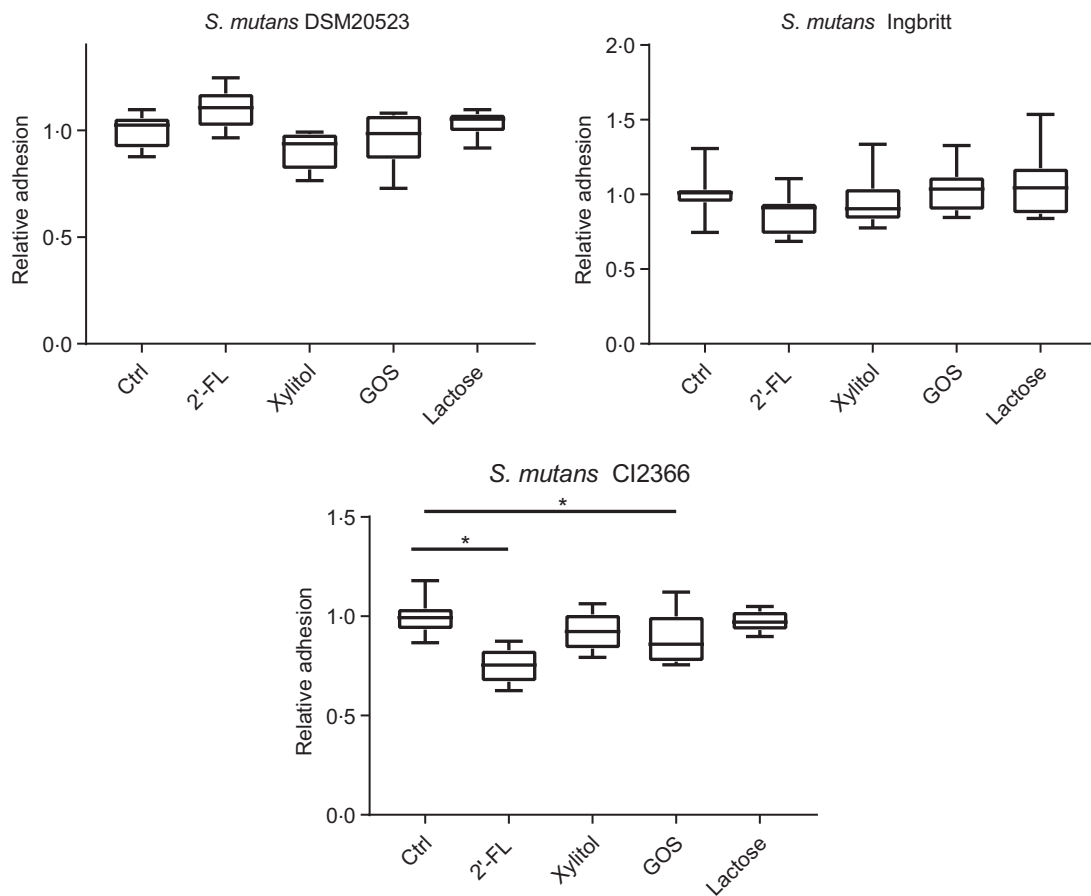 S. mutans DSM20523
Relative adhesion
1·0
0·5
0·0
Ctrl
2'-FL
Xylitol
GOS
Lactose
S. mutans Ingbritt
Relative adhesion
2·0
1·5
1·0
0·5
0·0
Ctrl
2'-FL
Xylitol
GOS
Lactose
S. mutans CI2366
Relative adhesion
1·5
1·0
0·5
0·0
*
*
Ctrl
2'-FL
Xylitol
GOS
Lactose